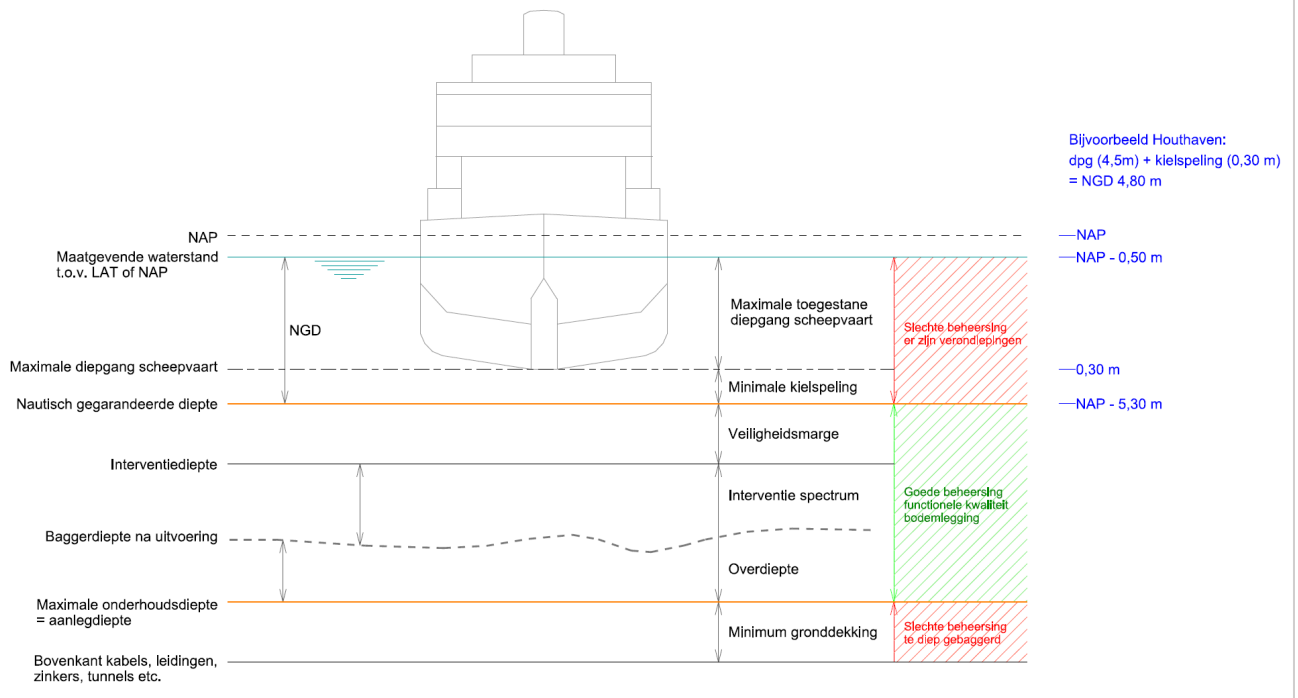 Bijvoorbeeld Houthaven:
dpg (4,5m) + kielspeling (0,30 m)
= NGD 4,80 m
NAP
NAP
Maatgevende waterstand
t.o.v. LAT of NAP
NAP - 0,50 m
NGD
Maximale toegestane
diepgang scheepvaart
Slechte beheersing
er zijn verondiepingen
Maximale diepgang scheepvaart
0,30 m
Minimale kielspeling
Nautisch gegarandeerde diepte
NAP - 5,30 m
Veiligheidsmarge
Interventiediepte
Interventie spectrum
Goede beheersing
functionele kwaliteit
bodemlegging
Baggerdiepte na uitvoering
Overdiepte
Maximale onderhoudsdiepte
= aanlegdiepte
Minimum gronddekking
Slechte beheersing
te diep gebaggerd
Bovenkant kabels, leidingen,
zinkers, tunnels etc.